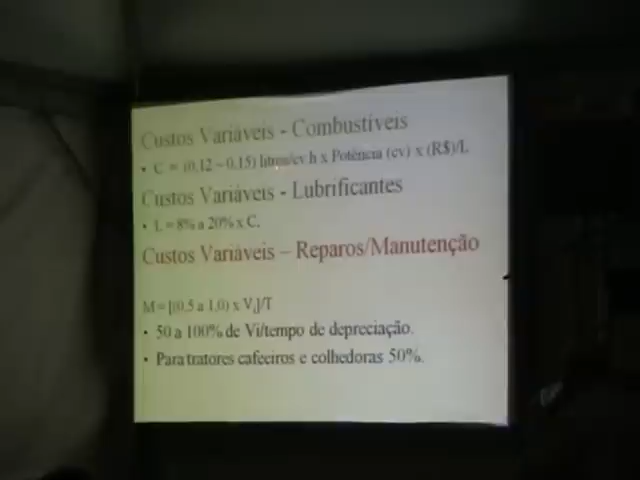 Custos Variáveis - Combustíveis
• C = (0,12 – 0,15) litros/cv h x Potência (cv) x (R$)/L
Custos Variáveis - Lubrificantes
• L = 8% a 20% x C.
Custos Variáveis – Reparos/Manutenção
M = [(0,5 a 1,0) x Vi]/T
• 50 a 100% de Vi/tempo de depreciação.
• Para tratores cafeeiros e colhedoras 50%.